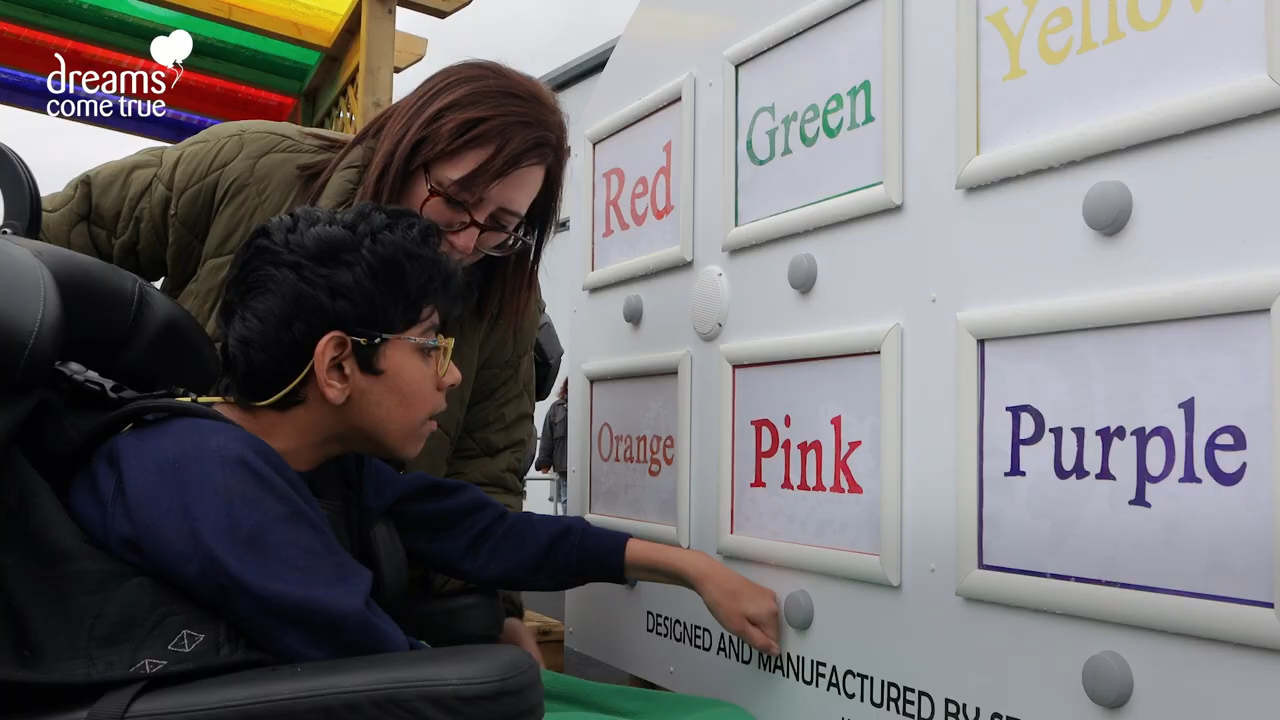 dreams
come true
Red
Green
Yellow
Orange
Pink
Purple
DESIGNED AND MANUFACTURED BY